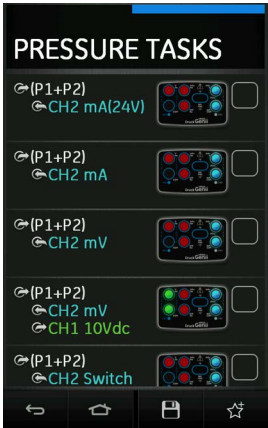 PRESSURE TASKS
(P1+P2)
CH2 mA(24V)
(P1+P2)
CH2 mA
(P1+P2)
CH2 mV
(P1+P2)
CH2 mV
CH1 10Vdc
(P1+P2)
CH2 Switch